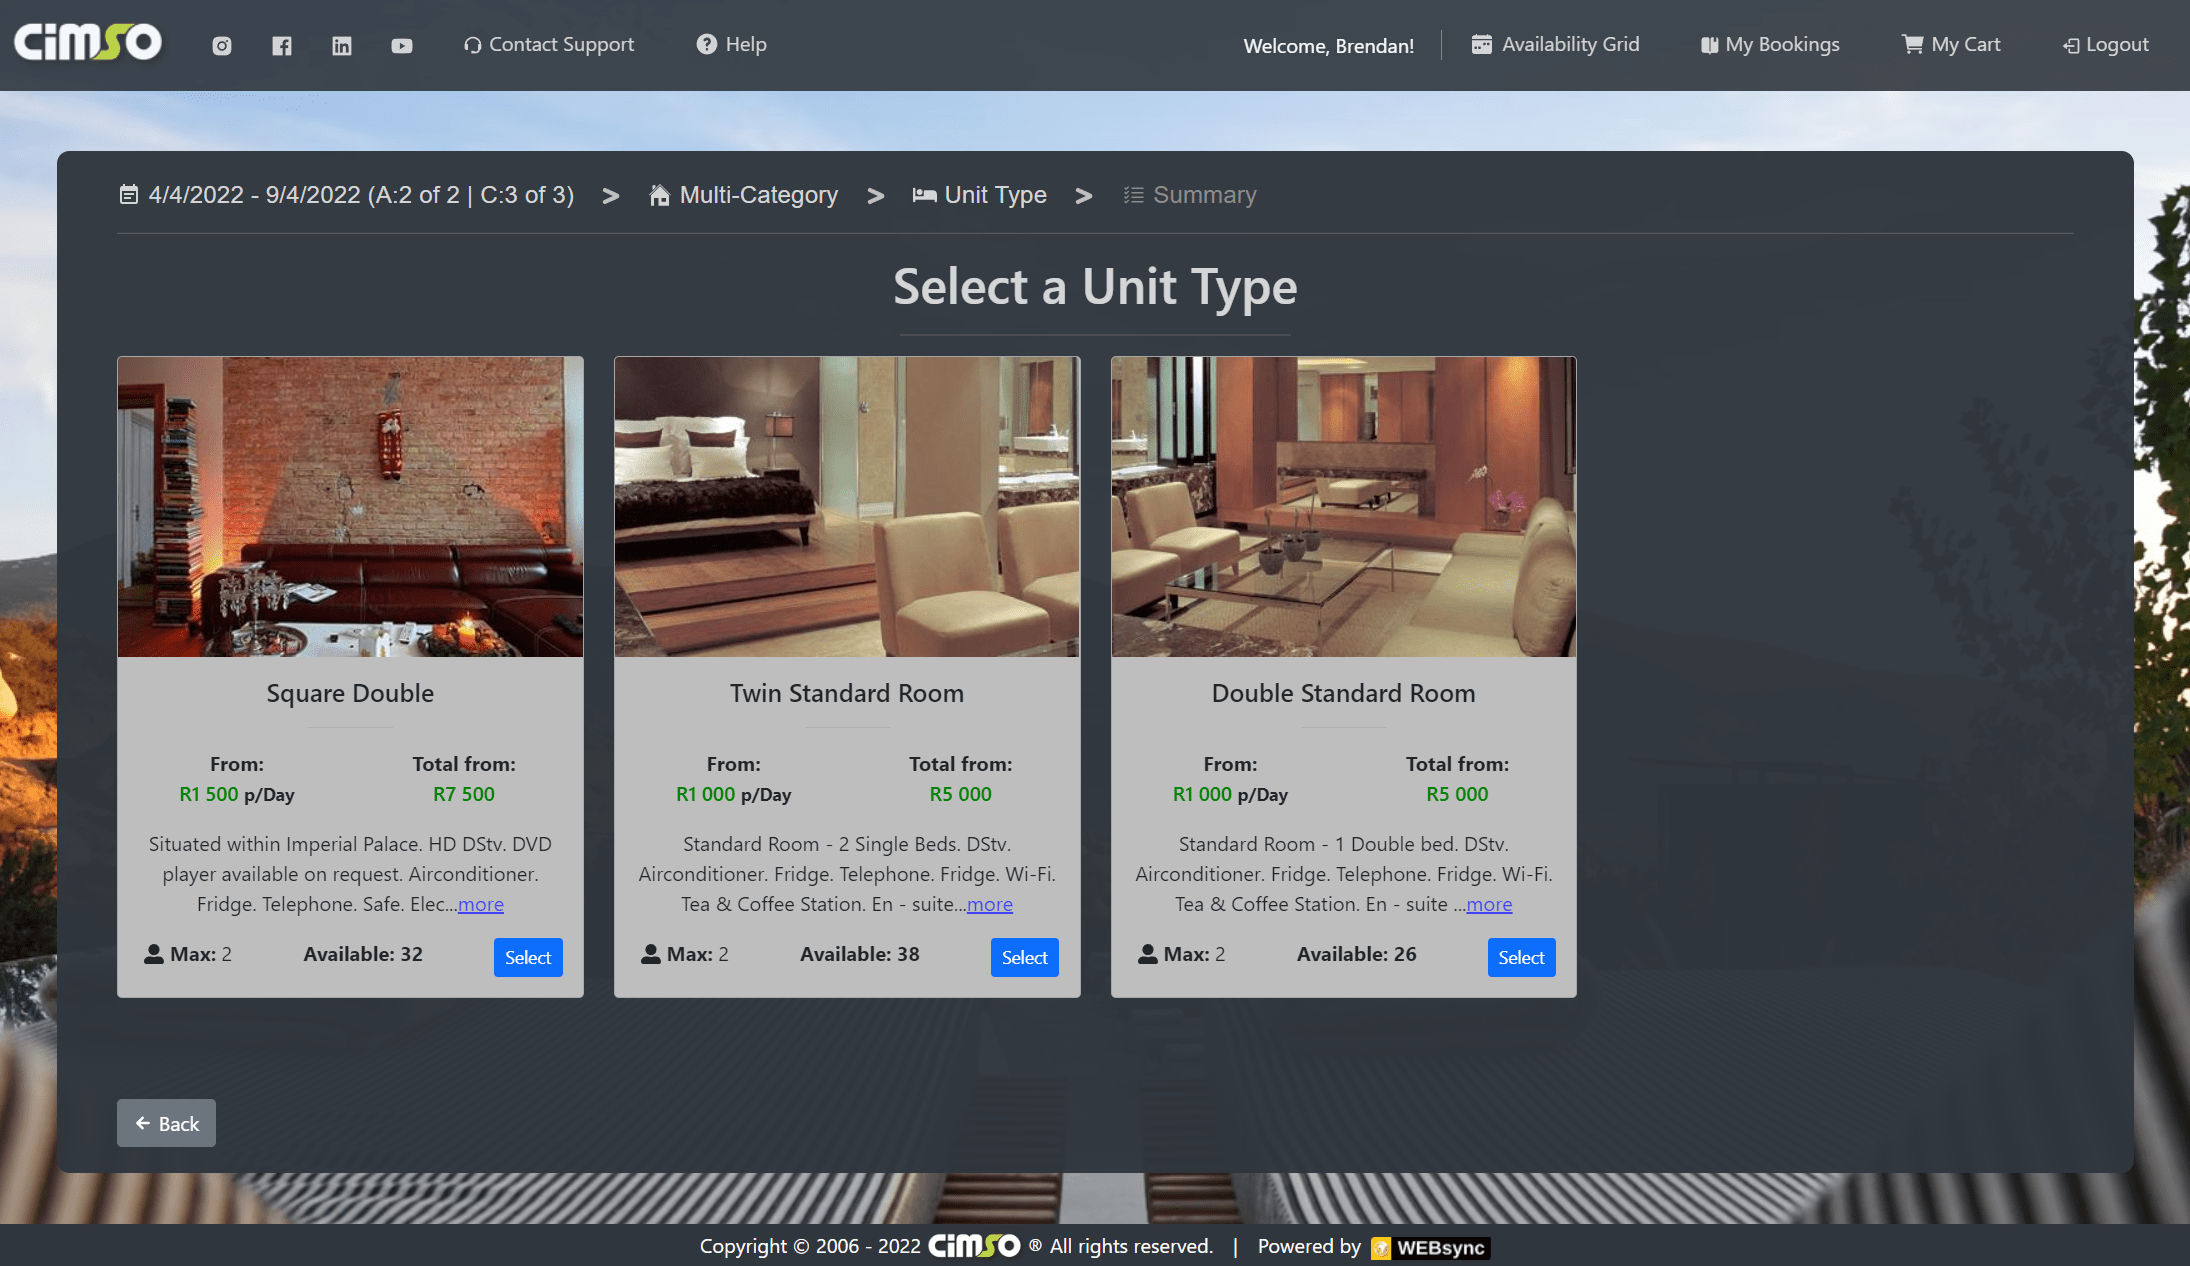 CiMSO
Contact Support
Help
Welcome, Brendan!
Availability Grid
My Bookings
My Cart
Logout
4/4/2022 - 9/4/2022 (A:2 of 2 | C:3 of 3) > Multi-Category > Unit Type > Summary
Select a Unit Type
Square Double
From:
Total from:
R1 500 p/Day
R7 500
Situated within Imperial Palace. HD DStv. DVD
player available on request. Airconditioner.
Fridge. Telephone. Safe. Elec...more
Max: 2
Available: 32
Select
Twin Standard Room
From:
Total from:
R1 000 p/Day
R5 000
Standard Room - 2 Single Beds. DStv.
Airconditioner. Fridge. Telephone. Fridge. Wi-Fi.
Tea & Coffee Station. En - suite...more
Max: 2
Available: 38
Select
Double Standard Room
From:
Total from:
R1 000 p/Day
R5 000
Standard Room - 1 Double bed. DStv.
Airconditioner. Fridge. Telephone. Fridge. Wi-Fi.
Tea & Coffee Station. En - suite ...more
Max: 2
Available: 26
Select
Back
Copyright © 2006 - 2022 CiMSO ® All rights reserved. | Powered by WEBsync